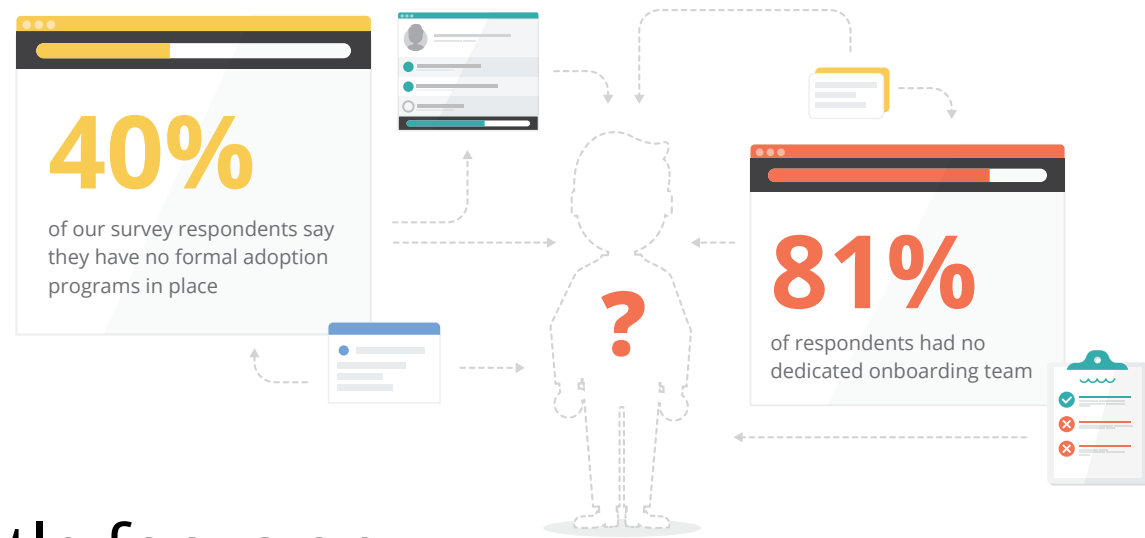 40%
of our survey respondents say
they have no formal adoption
programs in place
?
81%
of respondents had no
dedicated onboarding team